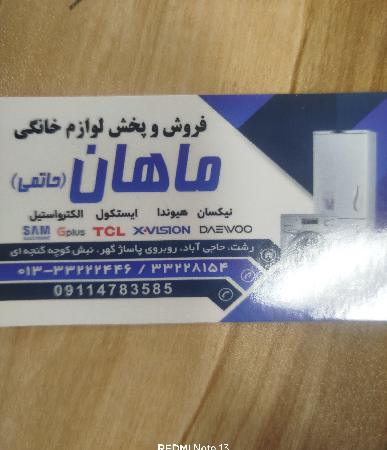 فروش و پخش لوازم خانگی
ماهان (حاتمی)
نیکسان هیوندا ایستکول الکترواستیل
SAM Gplus TCL X-VISION DAEWOO
رشت، حاجی آباد، روبروی پاساژ گهر، نبش کوچه گنجه ای
۰۱۳-۳۳۲۲۲۴۴۶ / ۳۳۲۲۸۱۵۴
09114783585
REDMI Note 13